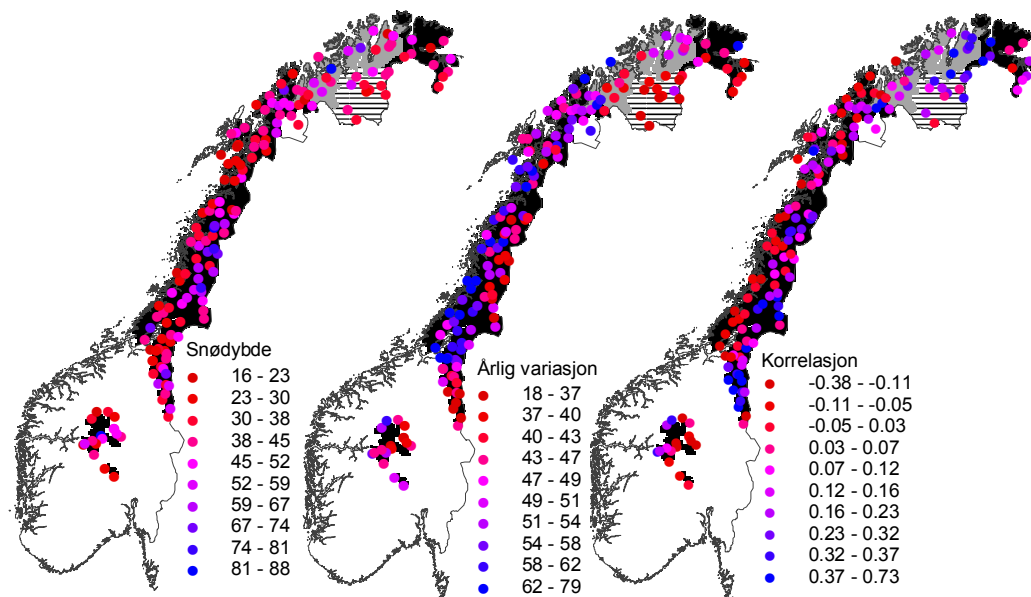 Snødybde
16 - 23
23 - 30
30 - 38
38 - 45
45 - 52
52 - 59
59 - 67
67 - 74
74 - 81
81 - 88
Årlig variasjon
18 - 37
37 - 40
40 - 43
43 - 47
47 - 49
49 - 51
51 - 54
54 - 58
58 - 62
62 - 79
Korrelasjon
-0.38 - -0.11
-0.11 - -0.05
-0.05 - 0.03
0.03 - 0.07
0.07 - 0.12
0.12 - 0.16
0.16 - 0.23
0.23 - 0.32
0.32 - 0.37
0.37 - 0.73